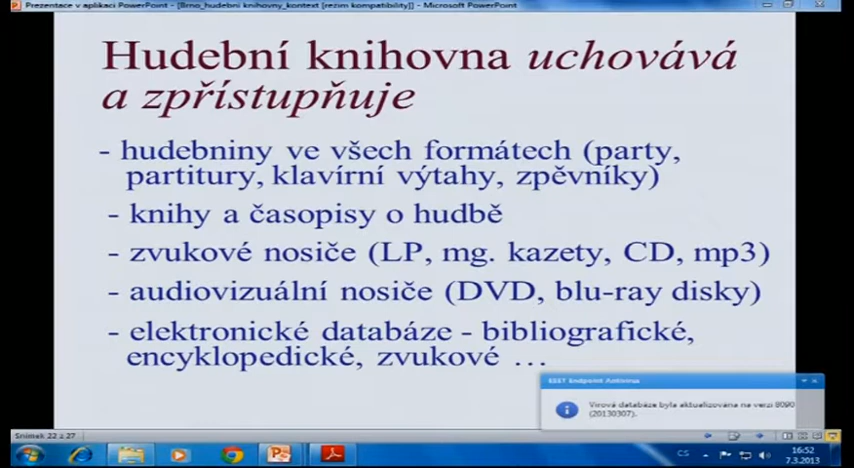 Prezentace v aplikaci PowerPoint - [Brno_hudební knihovny_kontext [režim kompatibility]] - Microsoft PowerPoint
Hudební knihovna uchovává
a zpřístupňuje
- hudebniny ve všech formátech (party,
partitury, klavírní výtahy, zpěvníky)
- knihy a časopisy o hudbě
- zvukové nosiče (LP, mg. kazety, CD, mp3)
- audiovizuální nosiče (DVD, blu-ray disky)
- elektronické databáze - bibliografické,
encyklopedické, zvukové ...
ESET Endpoint Antivirus
Virová databáze byla aktualizována na verzi 8090
(20130307).
Snímek 22 z 27
CS
16:52
7.3.2013